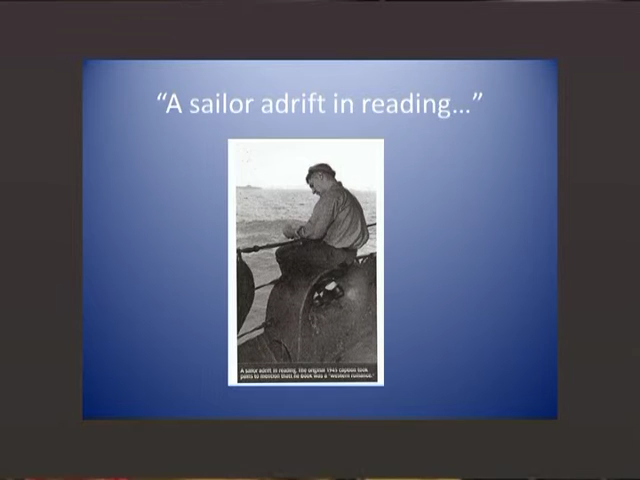 “A sailor adrift in reading...”
A sailor adrift in reading. The original 1943 caption took
pains to mention that the book was a "western romance."